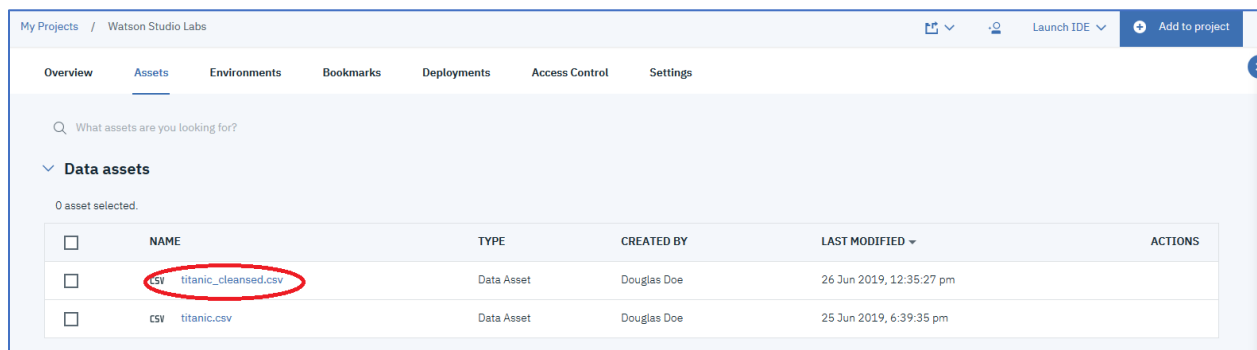 My Projects / Watson Studio Labs Launch IDE Add to project
Overview Assets Environments Bookmarks Deployments Access Control Settings
What assets are you looking for?
Data assets
0 asset selected.
NAME TYPE CREATED BY LAST MODIFIED ACTIONS
CSV titanic_cleansed.csv Data Asset Douglas Doe 26 Jun 2019, 12:35:27 pm
CSV titanic.csv Data Asset Douglas Doe 25 Jun 2019, 6:39:35 pm